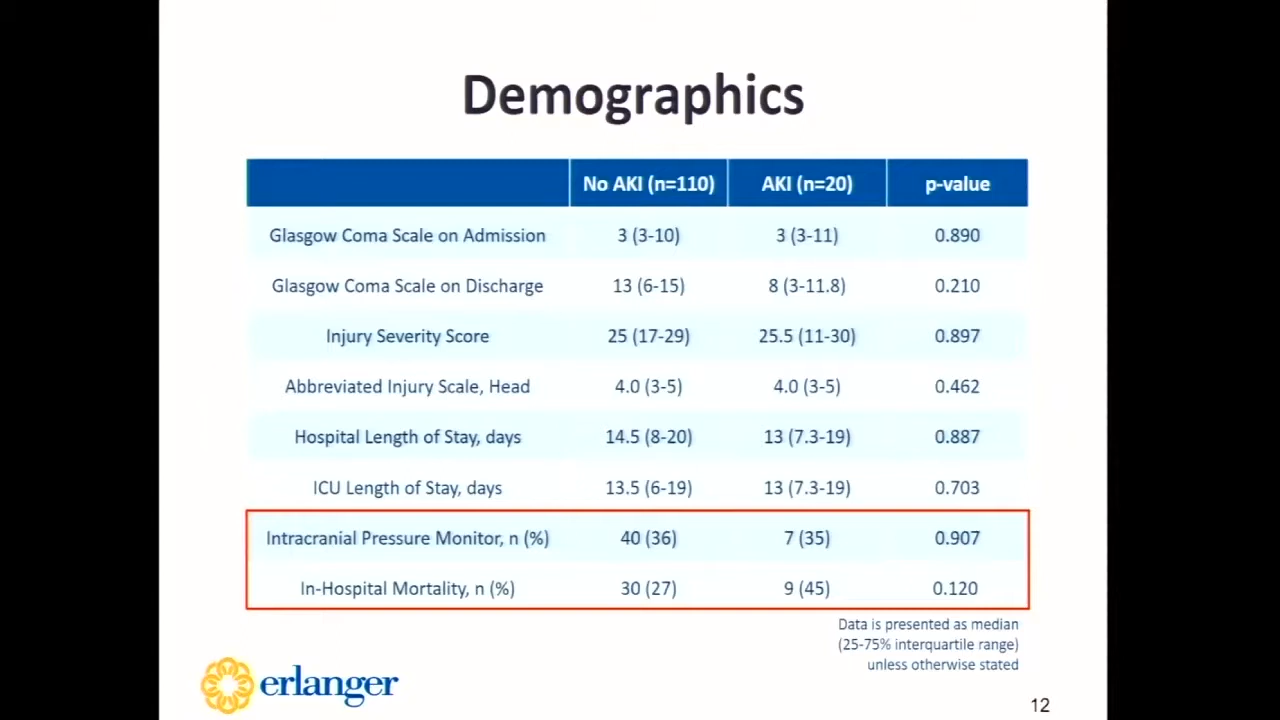 Demographics
No AKI (n=110) AKI (n=20) p-value
Glasgow Coma Scale on Admission 3 (3-10) 3 (3-11) 0.890
Glasgow Coma Scale on Discharge 13 (6-15) 8 (3-11.8) 0.210
Injury Severity Score 25 (17-29) 25.5 (11-30) 0.897
Abbreviated Injury Scale, Head 4.0 (3-5) 4.0 (3-5) 0.462
Hospital Length of Stay, days 14.5 (8-20) 13 (7.3-19) 0.887
ICU Length of Stay, days 13.5 (6-19) 13 (7.3-19) 0.703
Intracranial Pressure Monitor, n (%) 40 (36) 7 (35) 0.907
In-Hospital Mortality, n (%) 30 (27) 9 (45) 0.120
Data is presented as median
(25-75% interquartile range)
unless otherwise stated
erlanger
12